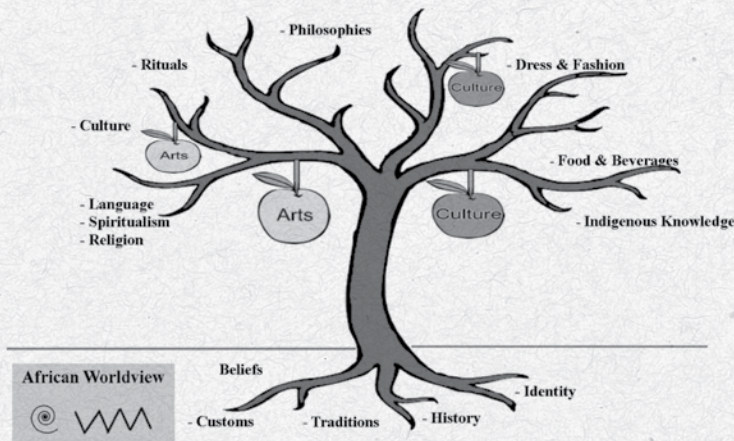 - Philosophies
- Rituals
- Dress & Fashion
Culture
- Culture
Arts
- Food & Beverages
- Language
- Spiritualism
- Religion
Arts
Culture
- Indigenous Knowledge
African Worldview
Beliefs
- Customs
- Traditions
- History
- Identity